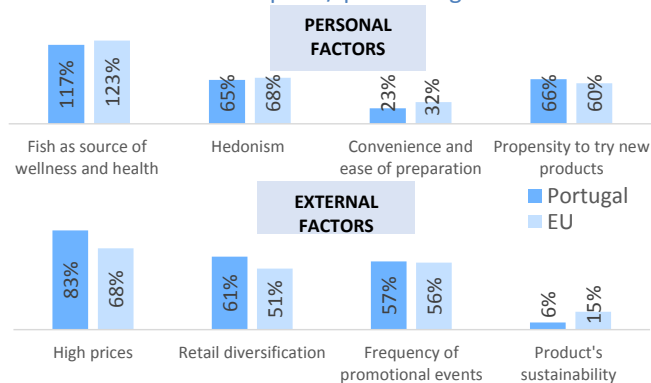 PERSONAL
FACTORS
117%
123%
65%
68%
23%
32%
66%
60%
Fish as source of
wellness and health
Hedonism
Convenience and
ease of preparation
Propensity to try new
products
EXTERNAL
FACTORS
Portugal
EU
83%
68%
61%
51%
57%
56%
6%
15%
High prices
Retail diversification
Frequency of
promotional events
Product's
sustainability